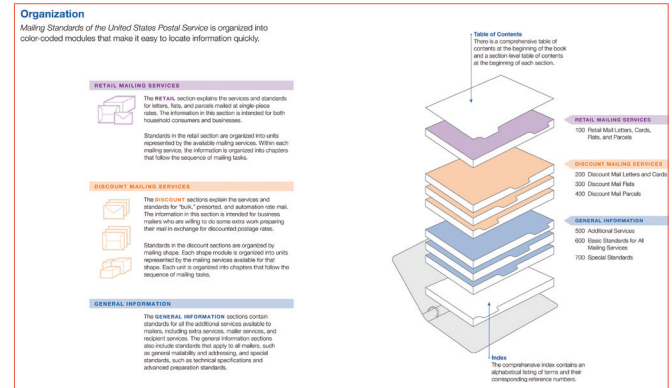 Organization
Mailing Standards of the United States Postal Service is organized into
color-coded modules that make it easy to locate information quickly.
RETAIL MAILING SERVICES
The RETAIL section explains the services and standards
for letters, flats, and parcels mailed at single-piece
rates. The information in this section is intended for both
household consumers and businesses.
Standards in the retail section are organized into units
represented by the available mailing services. Within each
mailing service, the information is organized into chapters
that follow the sequence of mailing tasks.
DISCOUNT MAILING SERVICES
The DISCOUNT sections explain the services and
standards for "bulk," presorted, and automation rate mail.
The information in this section is intended for business
mailers who are willing to do some extra work preparing
their mail in exchange for discounted postage rates.
Standards in the discount sections are organized by
mailing shape. Each shape module is organized into units
represented by the mailing services available for that
shape. Each unit is organized into chapters that follow the
sequence of mailing tasks.
GENERAL INFORMATION
The GENERAL INFORMATION sections contain
standards for all the additional services available to
mailers, including extra services, mailer services, and
recipient services. The general information sections
also include standards that apply to all mailers, such
as general mailability and addressing, and special
standards, such as technical specifications and
advanced preparation standards.
Table of Contents
There is a comprehensive table of
contents at the beginning of the book
and a section-level table of contents
at the beginning of each section.
RETAIL MAILING SERVICES
100 Retail Mail Letters, Cards,
Flats, and Parcels
DISCOUNT MAILING SERVICES
200 Discount Mail Letters and Cards
300 Discount Mail Flats
400 Discount Mail Parcels
GENERAL INFORMATION
500 Additional Services
600 Basic Standards for All
Mailing Services
700 Special Standards
Index
The comprehensive index contains an
alphabetical listing of terms and their
corresponding reference numbers.